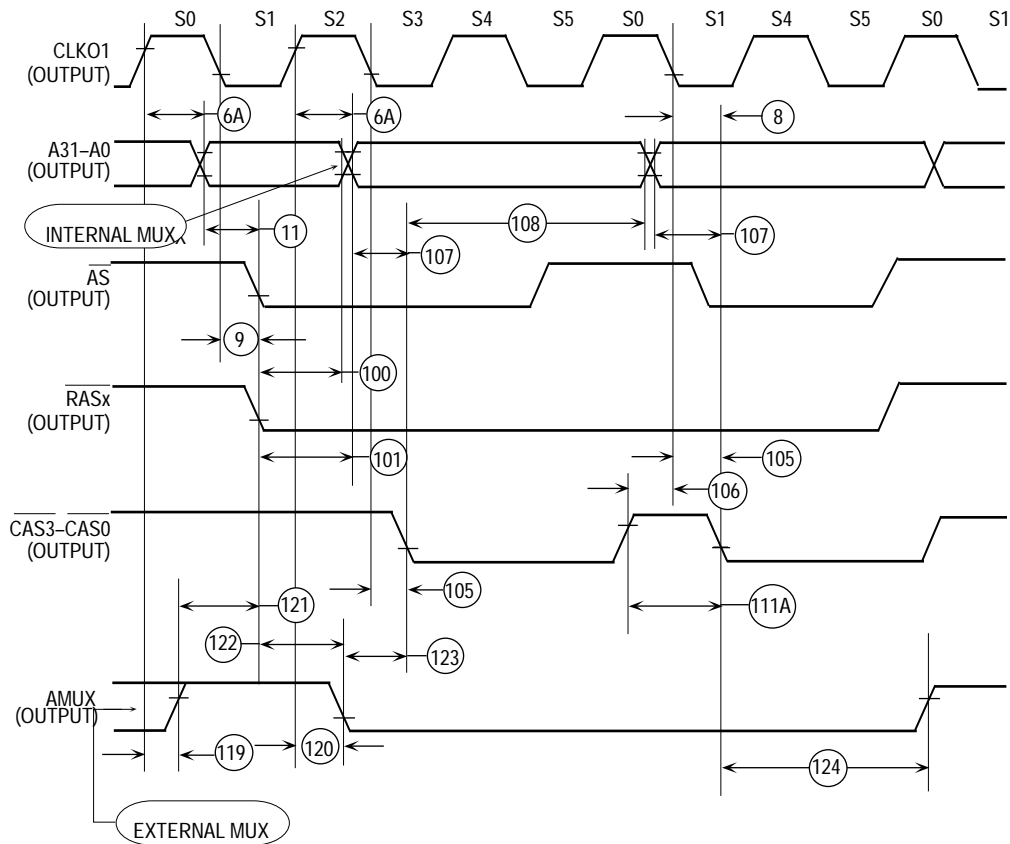 S0 S1 S2 S3 S4 S5 S0 S1 S4 S5 S0 S1
CLKO1
(OUTPUT)
6A 6A 8
A31–A0
(OUTPUT)
INTERNAL MUX
11 108 107 107
AS
(OUTPUT)
9
100
RASx
(OUTPUT)
101 105
106
CAS3–CAS0
(OUTPUT)
105
121 111A
122 123
AMUX
(OUTPUT)
119 120 124
EXTERNAL MUX